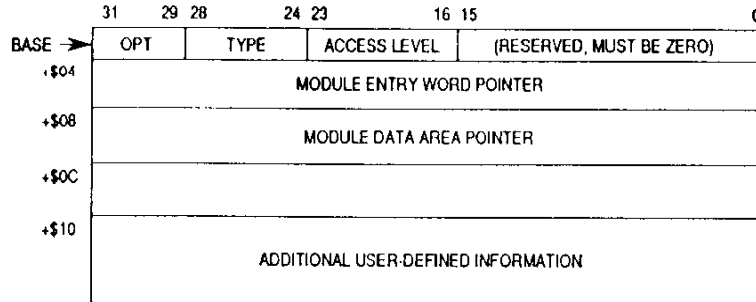 31 29 28 24 23 16 15 0
BASE OPT TYPE ACCESS LEVEL (RESERVED, MUST BE ZERO)
+$04 MODULE ENTRY WORD POINTER
+$08 MODULE DATA AREA POINTER
+$0C
+$10
ADDITIONAL USER-DEFINED INFORMATION